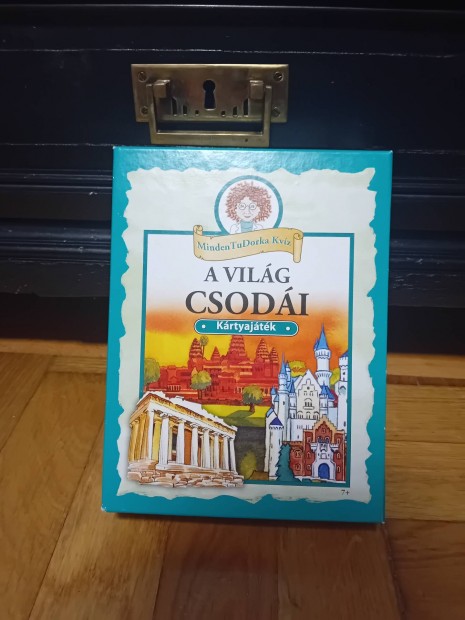 MindenTuDorka Kvíz
A VILÁG
CSODÁI
• Kártyajáték •
7+